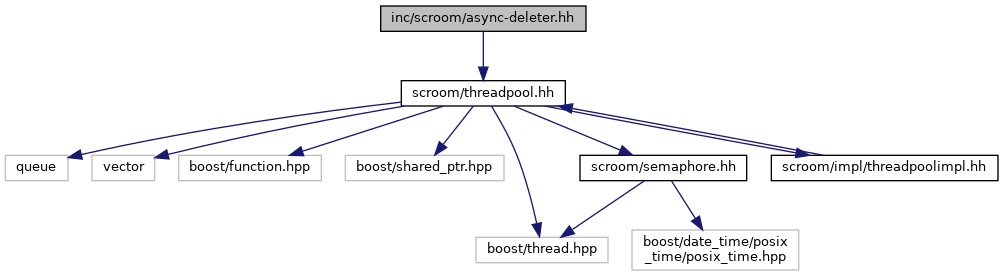 inc/scroom/async-deleter.hh
scroom/threadpool.hh
queue
vector
boost/function.hpp
boost/shared_ptr.hpp
scroom/semaphore.hh
scroom/impl/threadpoolimpl.hh
boost/thread.hpp
boost/date_time/posix
_time/posix_time.hpp